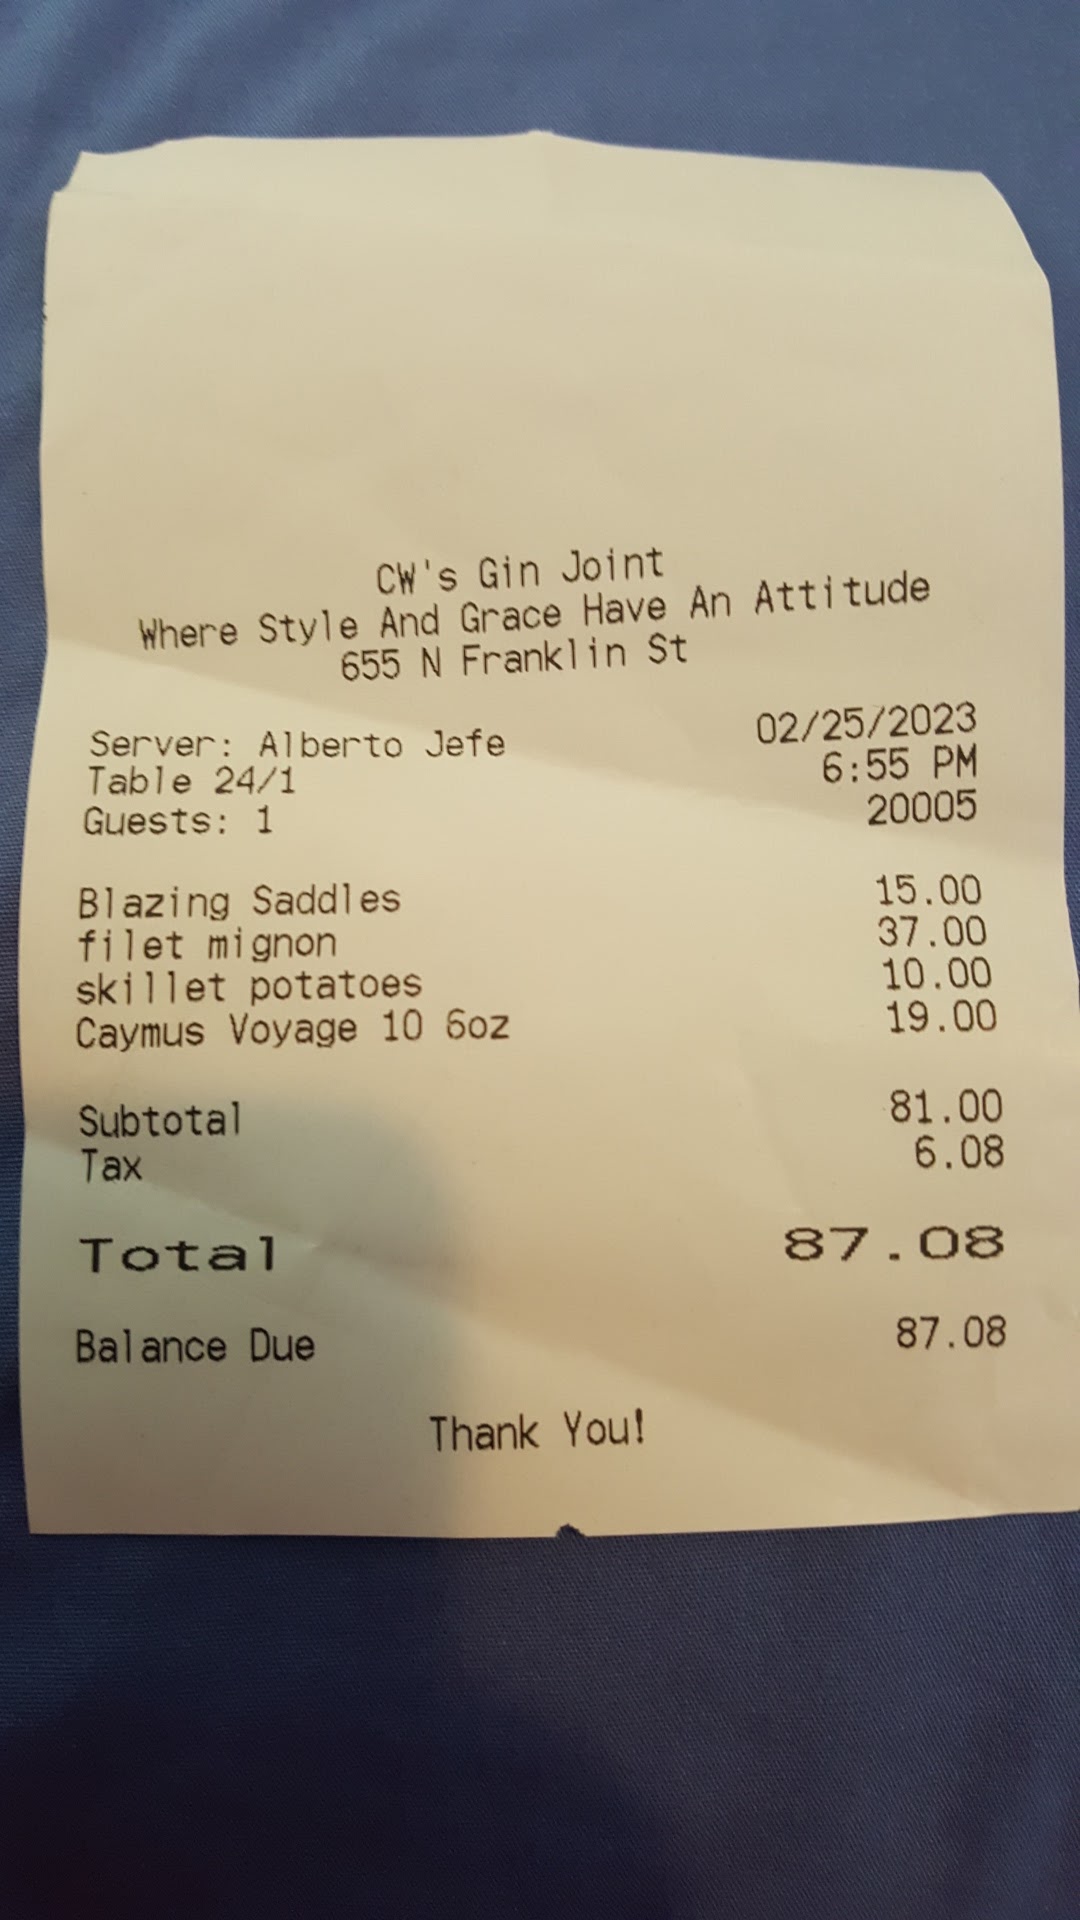 CW's Gin Joint
Where Style And Grace Have An Attitude
655 N Franklin St
Server: Alberto Jefe 02/25/2023
Table 24/1 6:55 PM
Guests: 1 20005
Blazing Saddles 15.00
filet mignon 37.00
skillet potatoes 10.00
Caymus Voyage 10 6oz 19.00
Subtotal 81.00
Tax 6.08
Total 87.08
Balance Due 87.08
Thank You!